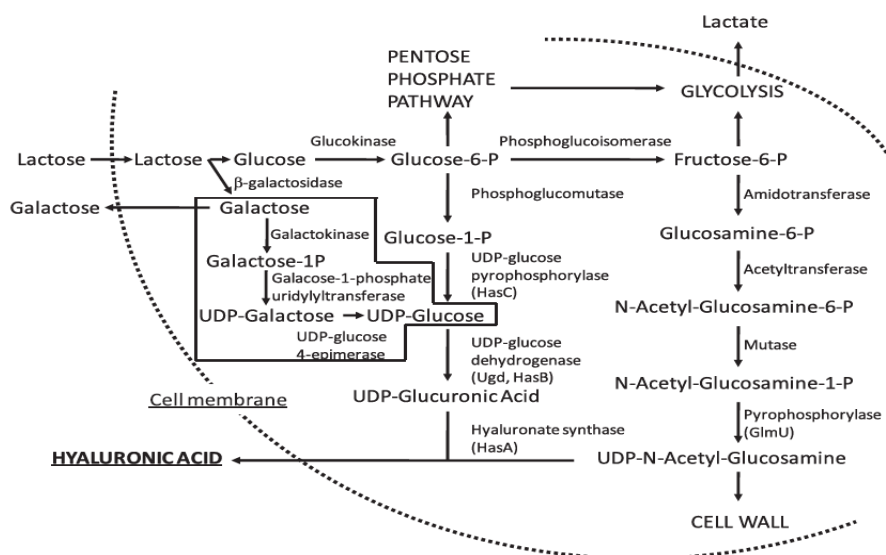 Lactate
PENTOSE
PHOSPHATE
PATHWAY
GLYCOLYSIS
Glucokinase
Phosphoglucoisomerase
Lactose
Lactose
Glucose
Glucose-6-P
Fructose-6-P
β-galactosidase
Phosphoglucomutase
Amidotransferase
Galactose
Galactose
Galactokinase
Glucose-1-P
Glucosamine-6-P
Galactose-1P
UDP-glucose
pyrophosphorylase
(HasC)
Acetyltransferase
Galacose-1-phosphate
uridylyltransferase
N-Acetyl-Glucosamine-6-P
UDP-Galactose
UDP-Glucose
UDP-glucose
4-epimerase
UDP-glucose
dehydrogenase
(Ugd, HasB)
Mutase
N-Acetyl-Glucosamine-1-P
Cell membrane
UDP-Glucuronic Acid
Pyrophosphorylase
(GlmU)
Hyaluronate synthase
(HasA)
HYALURONIC ACID
UDP-N-Acetyl-Glucosamine
CELL WALL